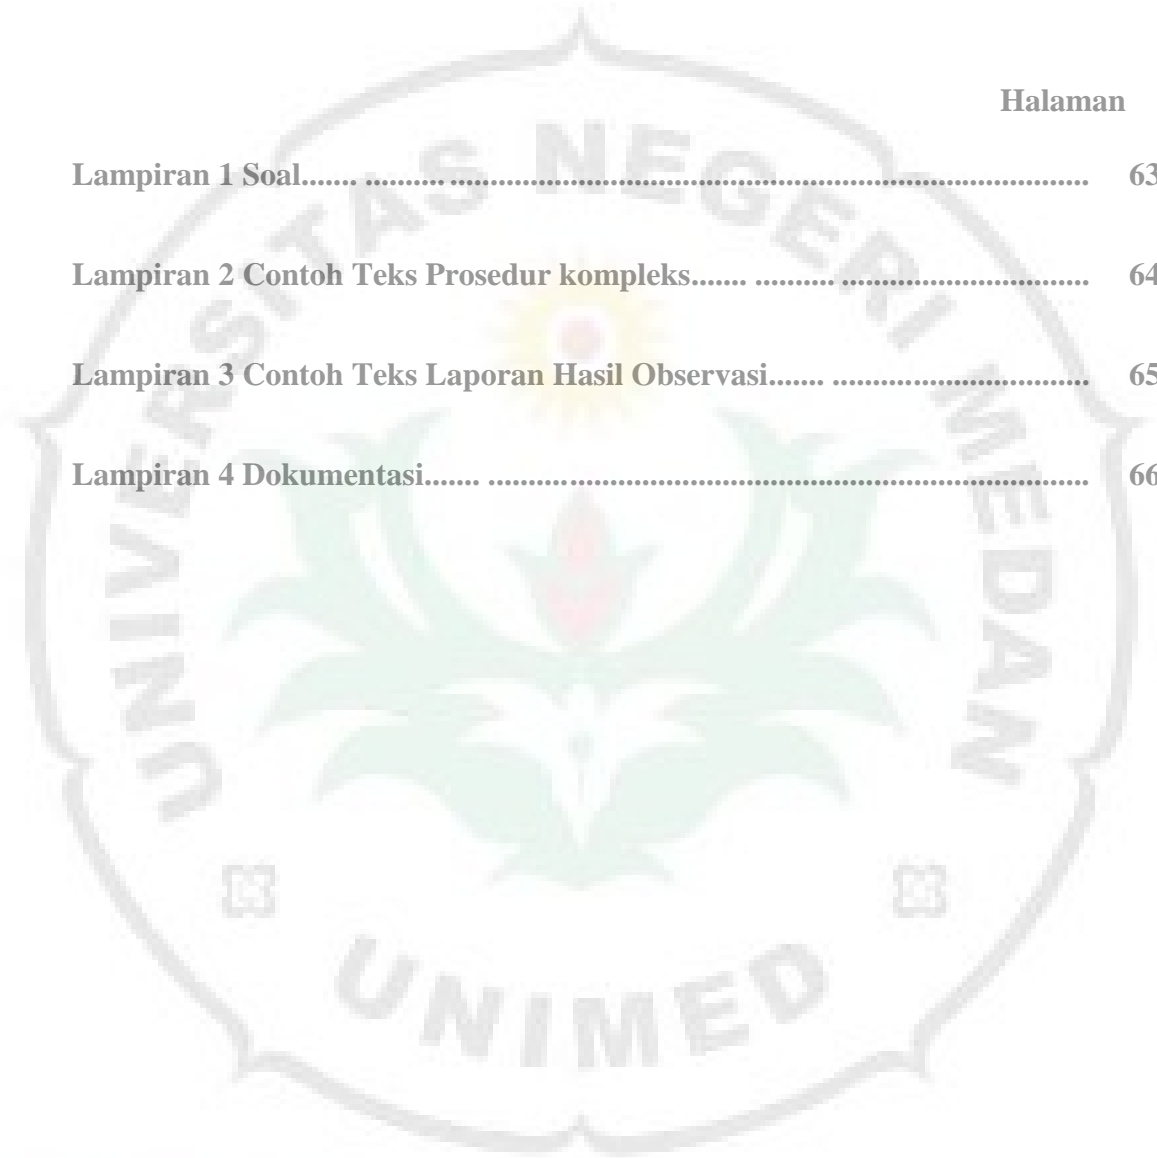 Halaman
Lampiran 1 Soal....... .......... ................................................................................ 63
Lampiran 2 Contoh Teks Prosedur kompleks....... .......... ............................... 64
Lampiran 3 Contoh Teks Laporan Hasil Observasi....... ................................ 65
Lampiran 4 Dokumentasi....... .......... ................................................................. 66
UNIVERSITAS NEGERI MEDAN
UNIMED